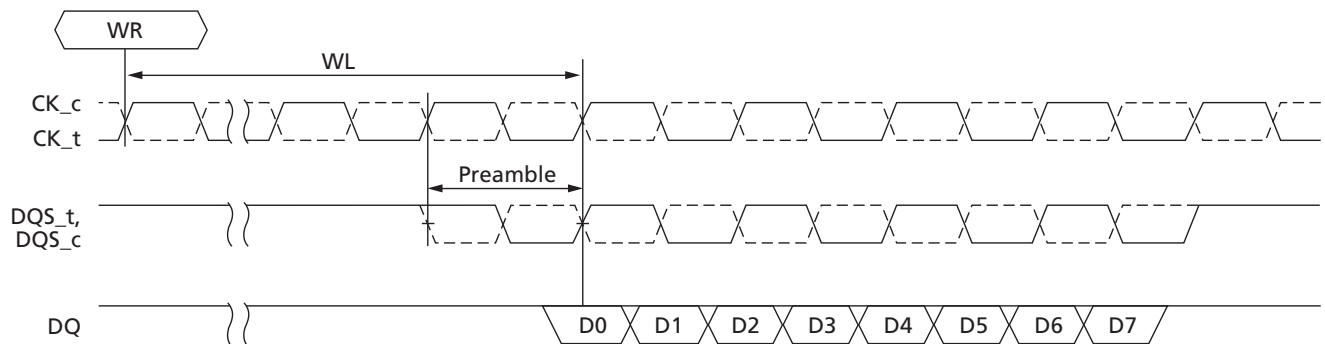 WR
WL
CK_c
CK_t
Preamble
DQS_t,
DQS_c
DQ
D0 D1 D2 D3 D4 D5 D6 D7